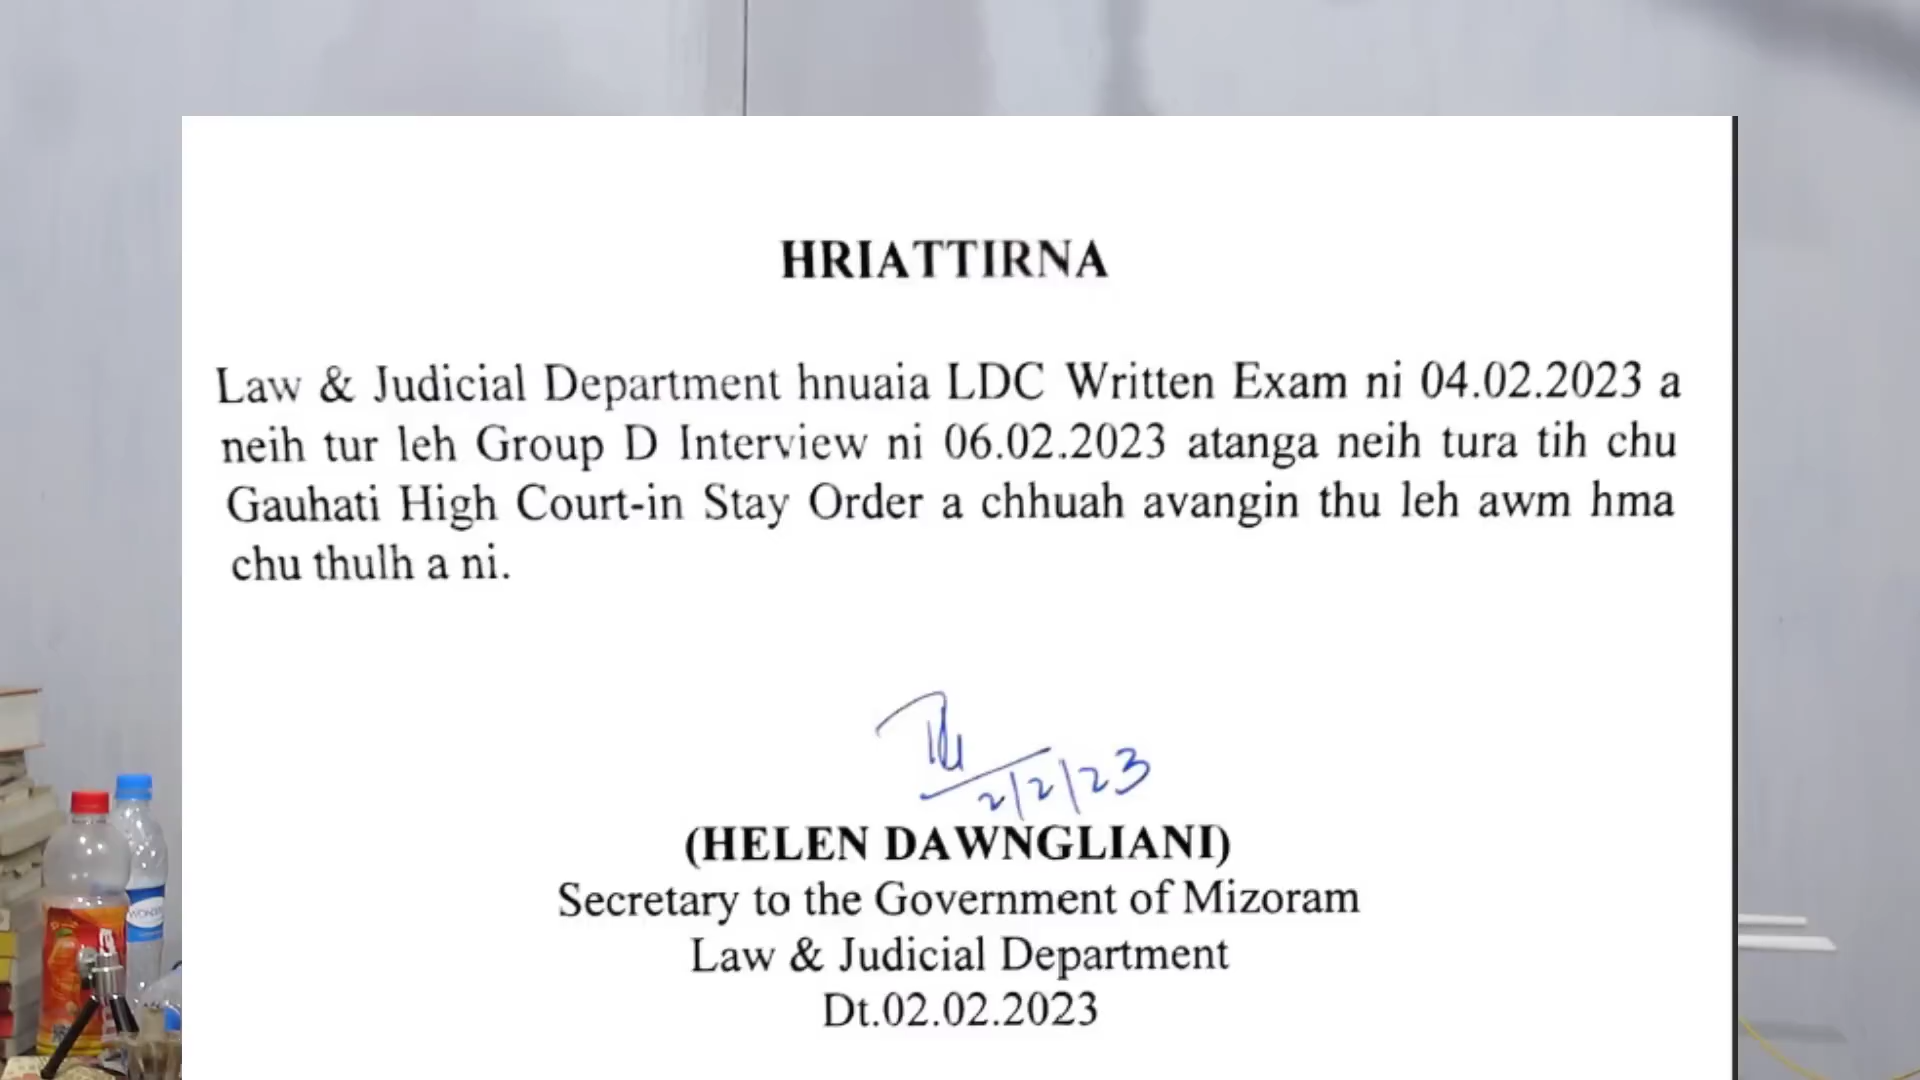 HRIATTIRNA
Law & Judicial Department hnuaia LDC Written Exam ni 04.02.2023 a
neih tur leh Group D Interview ni 06.02.2023 atanga neih tura tih chu
Gauhati High Court-in Stay Order a chhuah avangin thu leh awm hma
chu thulh a ni.
2/2/23
(HELEN DAWNGLIANI)
Secretary to the Government of Mizoram
Law & Judicial Department
Dt.02.02.2023